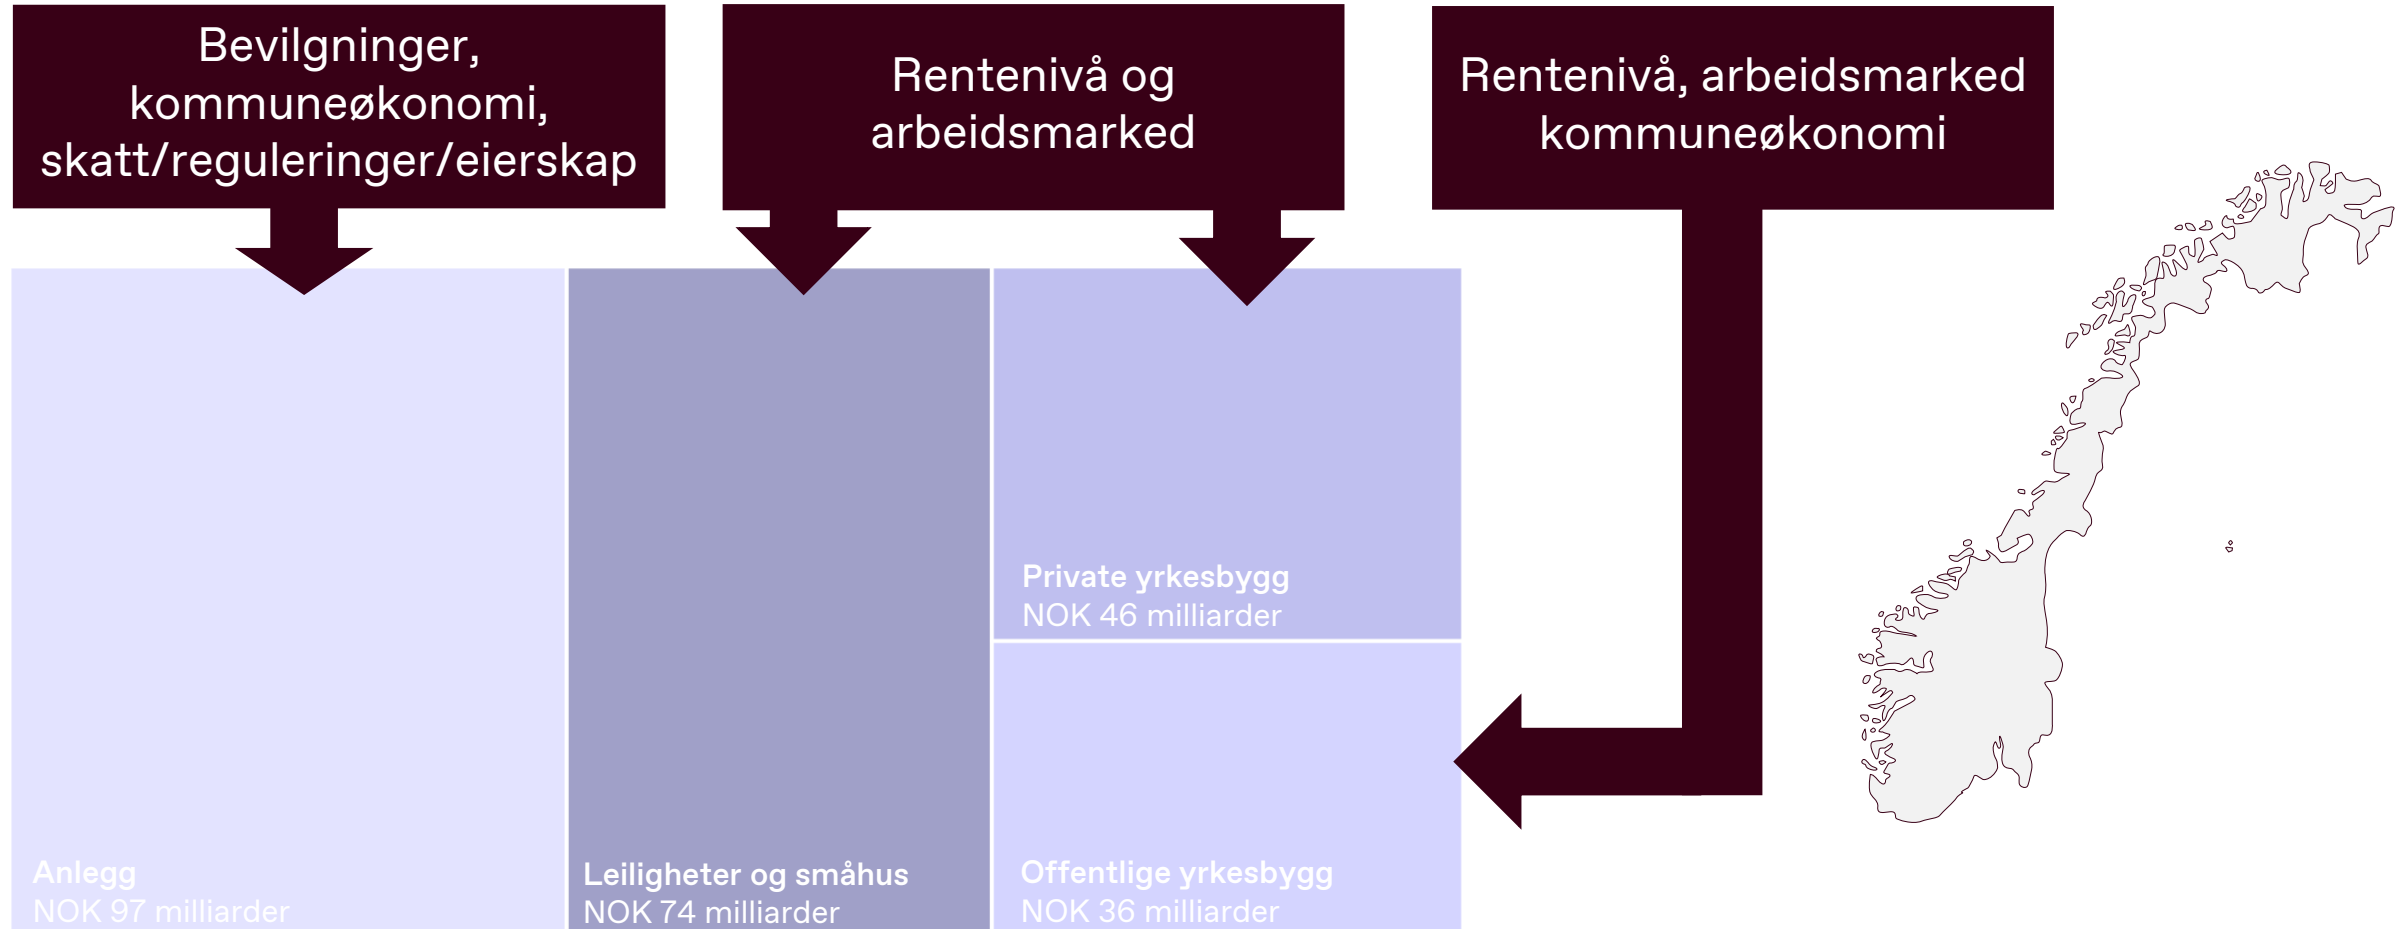 Bevilgninger,
kommuneøkonomi,
skatt/reguleringer/eierskap
Rentenivå og
arbeidsmarked
Rentenivå, arbeidsmarked
kommuneøkonomi
Anlegg
NOK 97 milliarder
Leiligheter og småhus
NOK 74 milliarder
Private yrkesbygg
NOK 46 milliarder
Offentlige yrkesbygg
NOK 36 milliarder